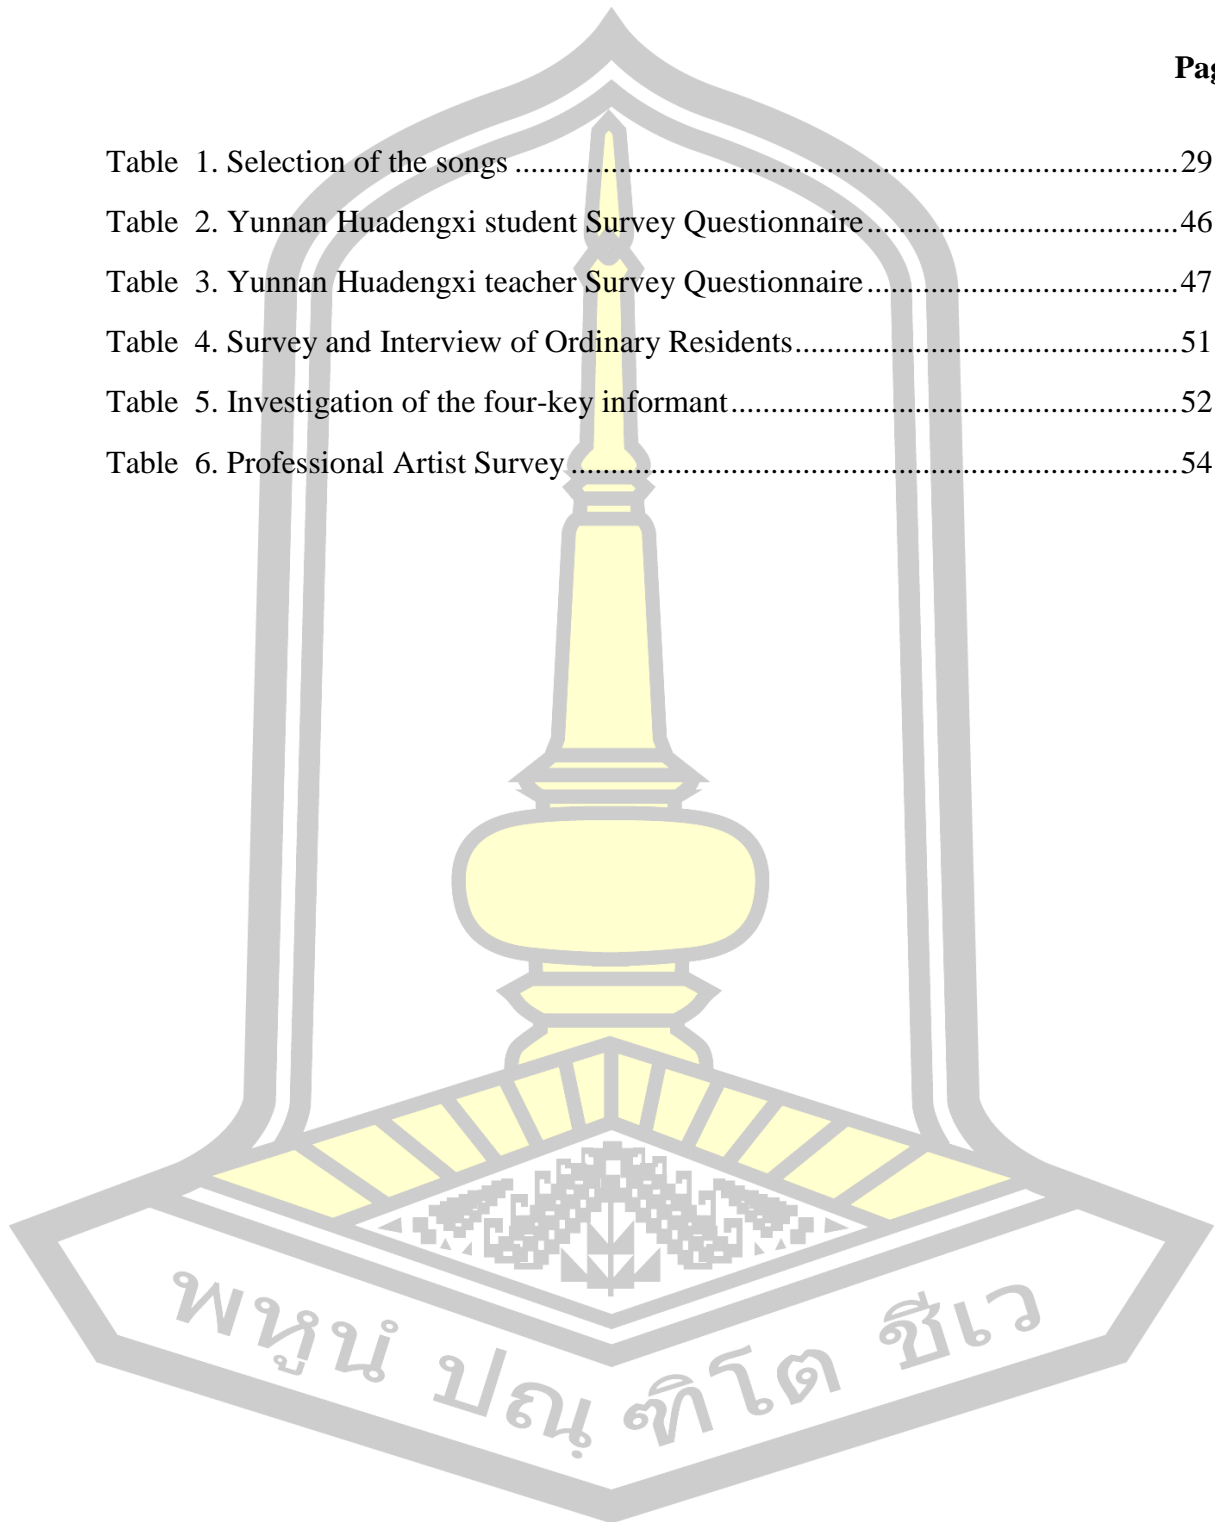 Pag
Table 1. Selection of the songs ................................................................29
Table 2. Yunnan Huadengxi student Survey Questionnaire ................................46
Table 3. Yunnan Huadengxi teacher Survey Questionnaire ................................47
Table 4. Survey and Interview of Ordinary Residents ................................51
Table 5. Investigation of the four-key informant ................................52
Table 6. Professional Artist Survey ................................54
พหูนํ ปณฺฑิโต ชีเว